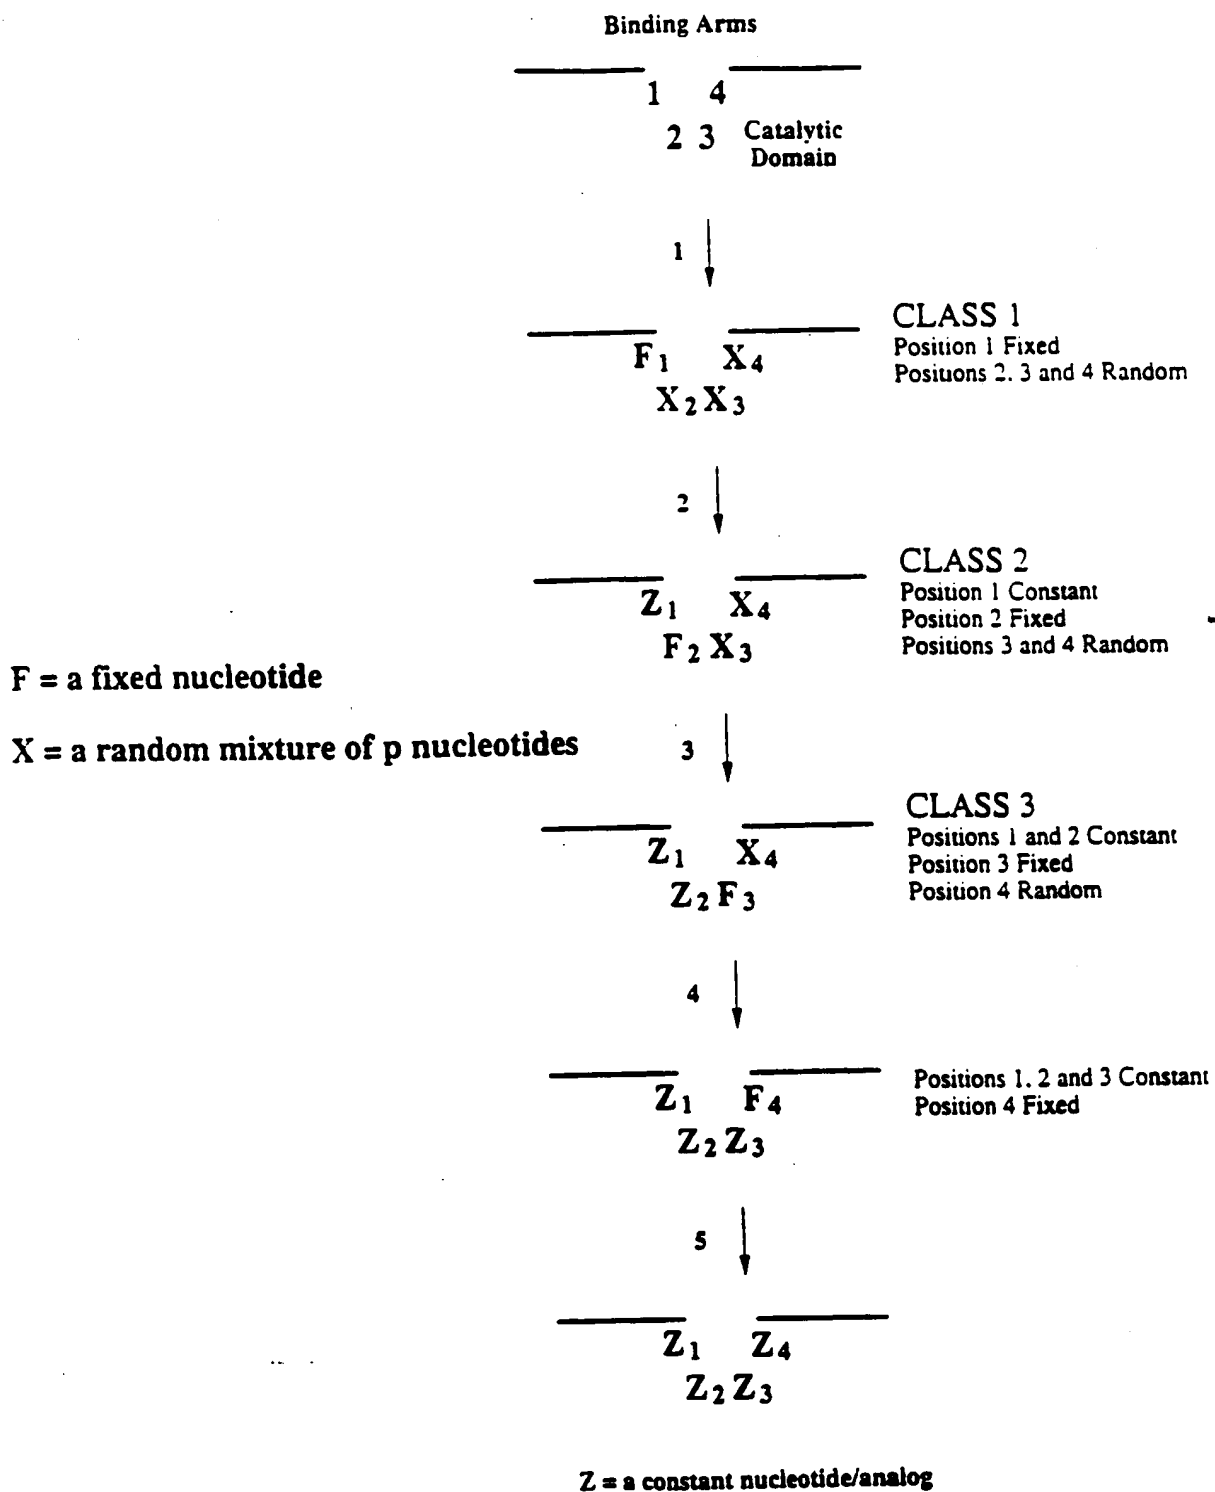 Binding Arms
1 4
2 3 Catalytic
Domain
1
CLASS 1
F1 X4
Position 1 Fixed
Positions 2. 3 and 4 Random
X2 X3
2
CLASS 2
Z1 X4
Position 1 Constant
Position 2 Fixed
F2 X3
Positions 3 and 4 Random
F = a fixed nucleotide
X = a random mixture of p nucleotides
3
CLASS 3
Z1 X4
Positions 1 and 2 Constant
Position 3 Fixed
Z2 F3
Position 4 Random
4
Positions 1. 2 and 3 Constant
Z1 F4
Position 4 Fixed
Z2 Z3
5
Z1 Z4
Z2 Z3
Z = a constant nucleotide/analog